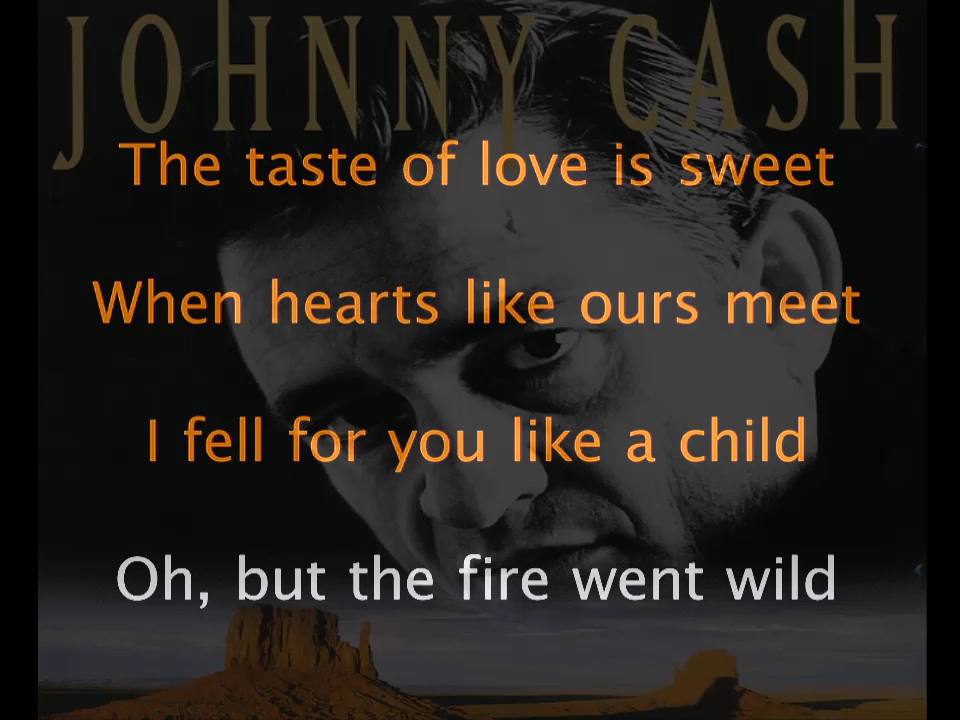 JOHNNY CASH
The taste of love is sweet
When hearts like ours meet
I fell for you like a child
Oh, but the fire went wild